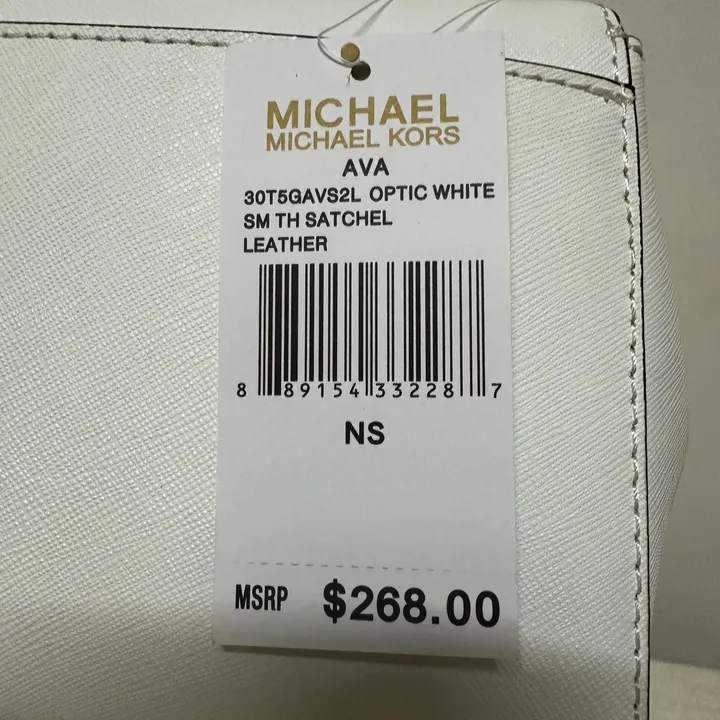 MICHAEL
MICHAEL KORS
AVA
30T5GAVS2L OPTIC WHITE
SM TH SATCHEL
LEATHER
8 89154 33228 7
NS
MSRP $268.00